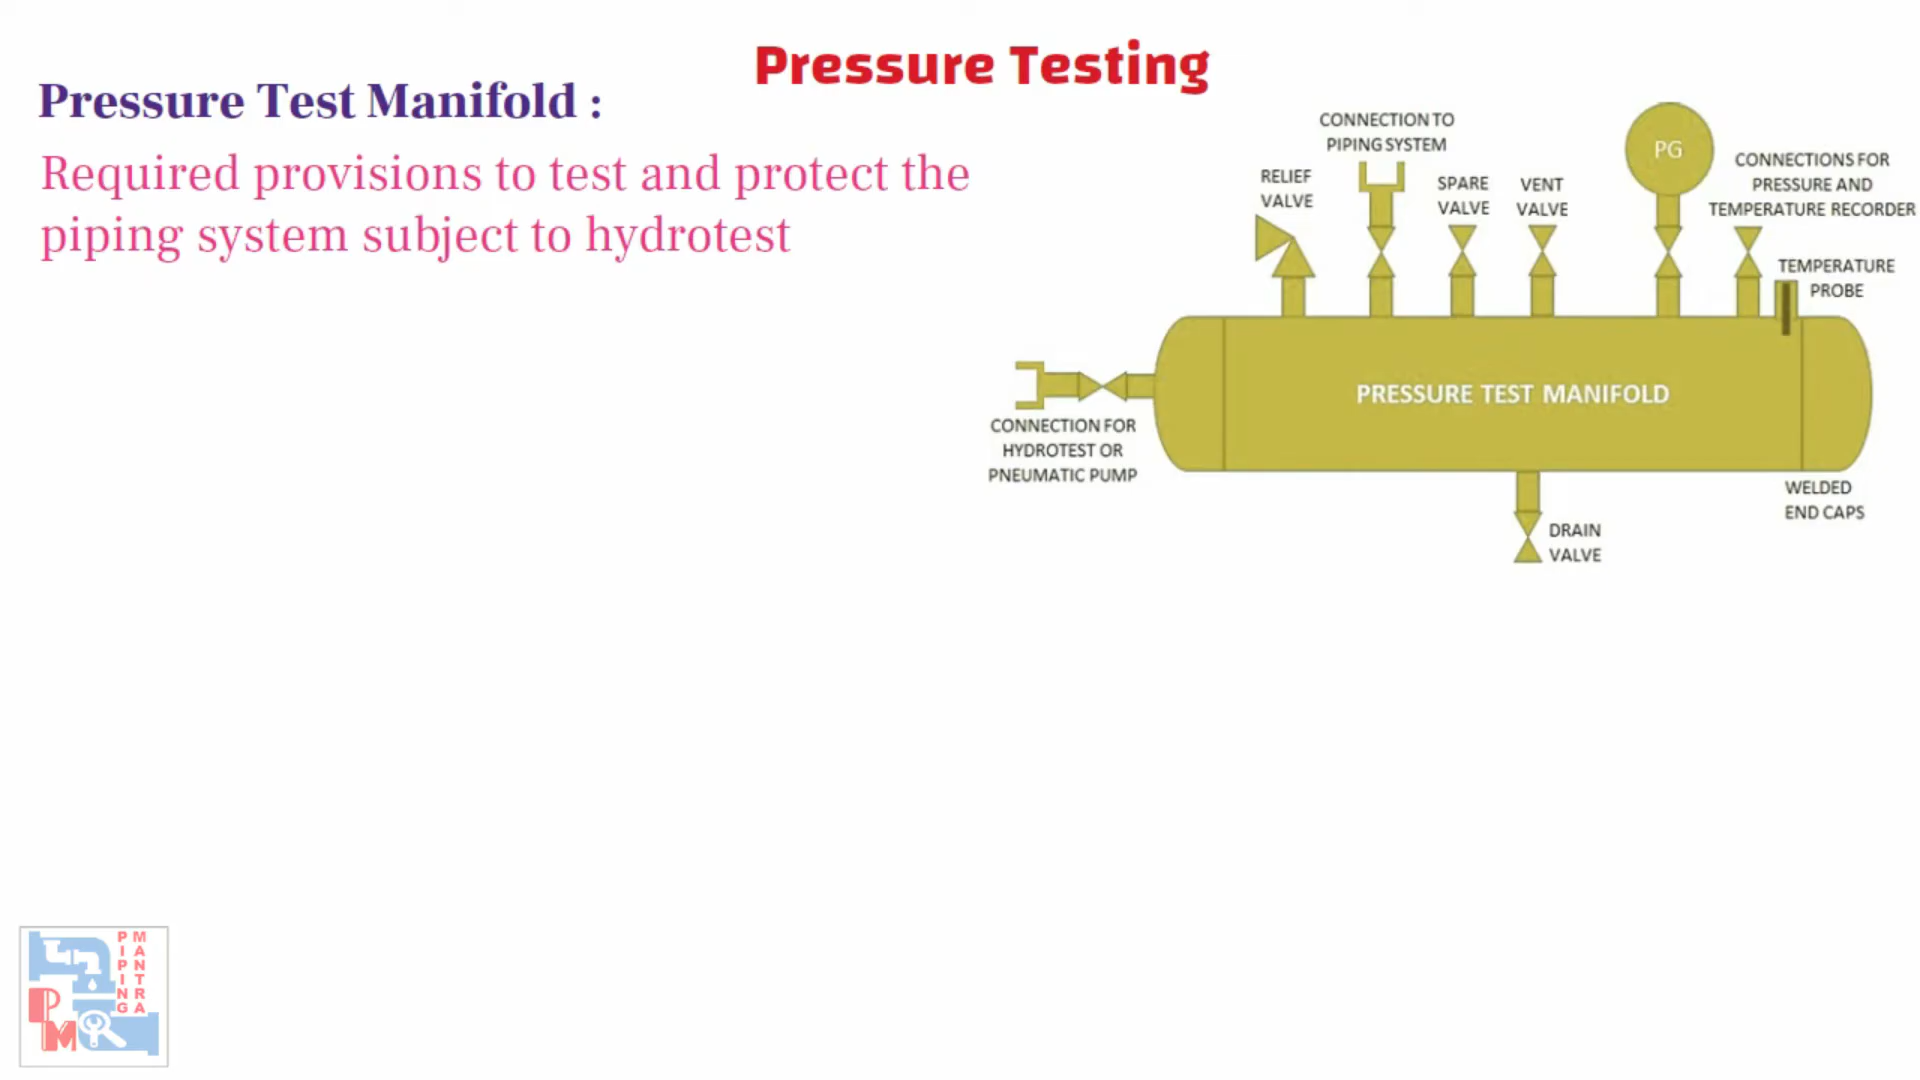 Pressure Testing
Pressure Test Manifold :
Required provisions to test and protect the
piping system subject to hydrotest
CONNECTION TO
PIPING SYSTEM
RELIEF
VALVE
SPARE
VALVE
VENT
VALVE
PG
CONNECTIONS FOR
PRESSURE AND
TEMPERATURE RECORDER
TEMPERATURE
PROBE
PRESSURE TEST MANIFOLD
CONNECTION FOR
HYDROTEST OR
PNEUMATIC PUMP
WELDED
END CAPS
DRAIN
VALVE
PIPING
MANTRA
PM